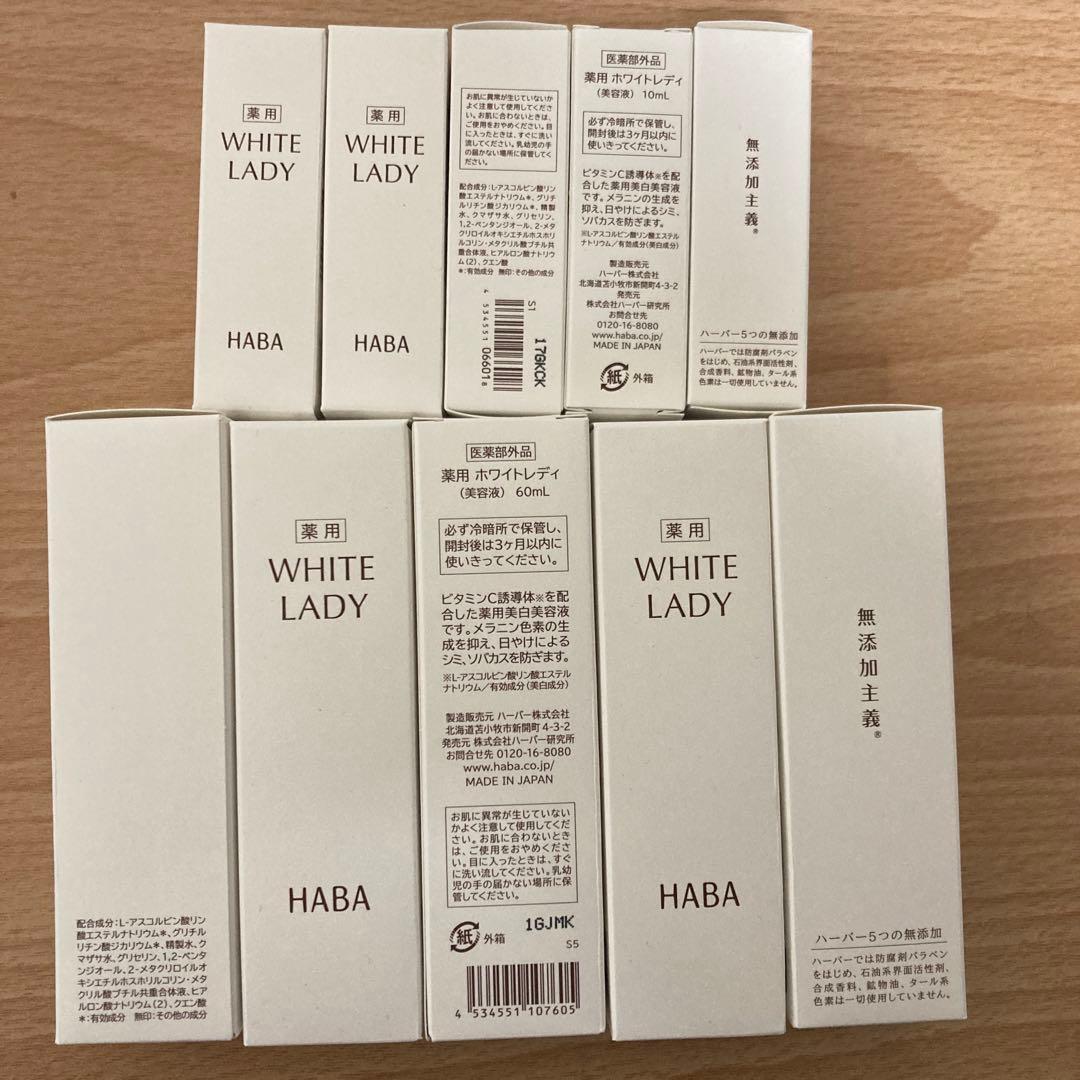 薬用
WHITE
LADY
HABA
薬用
WHITE
LADY
HABA
お肌に異常が生じていないか
よく注意して使用してくださ
い。お肌に合わないときは、
ご使用をおやめください。目
に入ったときは、すぐに洗い
流してください。乳幼児の手
の届かない場所に保管してく
ださい。
配合成分:L-アスコルビン酸リン
酸エステルナトリウム*、グリチ
ルリチン酸ジカリウム*、精製
水、クマザサ水、グリセリン、
1,2-ペンタンジオール、2-メタ
クリロイルオキシエチルホスホリ
ルコリン・メタクリル酸ブチル共
重合体液、ヒアルロン酸ナトリウ
ム(2)、クエン酸
*:有効成分 無印:その他の成分
4 534551 066018
S1
17GKCK
医薬部外品
薬用 ホワイトレディ
(美容液) 10mL
必ず冷暗所で保管し、
開封後は3ヶ月以内に
使いきってください。
ビタミンC誘導体※を配
合した薬用美白美容液
です。メラニンの生成を
抑え、日やけによるシミ、
ソバカスを防ぎます。
※L-アスコルビン酸リン酸エステル
ナトリウム/有効成分(美白成分)
製造販売元
ハーバー株式会社
北海道苫小牧市新開町4-3-2
発売元
株式会社ハーバー研究所
お問合せ先
0120-16-8080
www.haba.co.jp/
MADE IN JAPAN
紙 外箱
無添加主義®
ハーバー5つの無添加
ハーバーでは防腐剤パラベン
をはじめ、石油系界面活性剤、
合成香料、鉱物油、タール系
色素は一切使用していません。
配合成分:L-アスコルビン酸リン
酸エステルナトリウム*、グリチル
リチン酸ジカリウム*、精製水、ク
マザサ水、グリセリン、1,2-ペンタ
ンジオール、2-メタクリロイルオ
キシエチルホスホリルコリン・メタ
クリル酸ブチル共重合体液、ヒア
ルロン酸ナトリウム(2)、クエン酸
*:有効成分 無印:その他の成分
薬用
WHITE
LADY
HABA
医薬部外品
薬用 ホワイトレディ
(美容液) 60mL
必ず冷暗所で保管し、
開封後は3ヶ月以内に
使いきってください。
ビタミンC誘導体※を配
合した薬用美白美容液
です。メラニン色素の生
成を抑え、日やけによる
シミ、ソバカスを防ぎます。
※L-アスコルビン酸リン酸エステル
ナトリウム/有効成分(美白成分)
製造販売元 ハーバー株式会社
北海道苫小牧市新開町4-3-2
発売元 株式会社ハーバー研究所
お問合せ先 0120-16-8080
www.haba.co.jp/
MADE IN JAPAN
お肌に異常が生じていない
かよく注意して使用してくだ
さい。お肌に合わないとき
は、ご使用をおやめくださ
い。目に入ったときは、すぐ
に洗い流してください。乳幼
児の手の届かない場所に保
管してください。
紙 外箱
1GJMK
S5
4 534551 107605
薬用
WHITE
LADY
HABA
無添加主義®
ハーバー5つの無添加
ハーバーでは防腐剤パラベン
をはじめ、石油系界面活性剤、
合成香料、鉱物油、タール系
色素は一切使用していません。